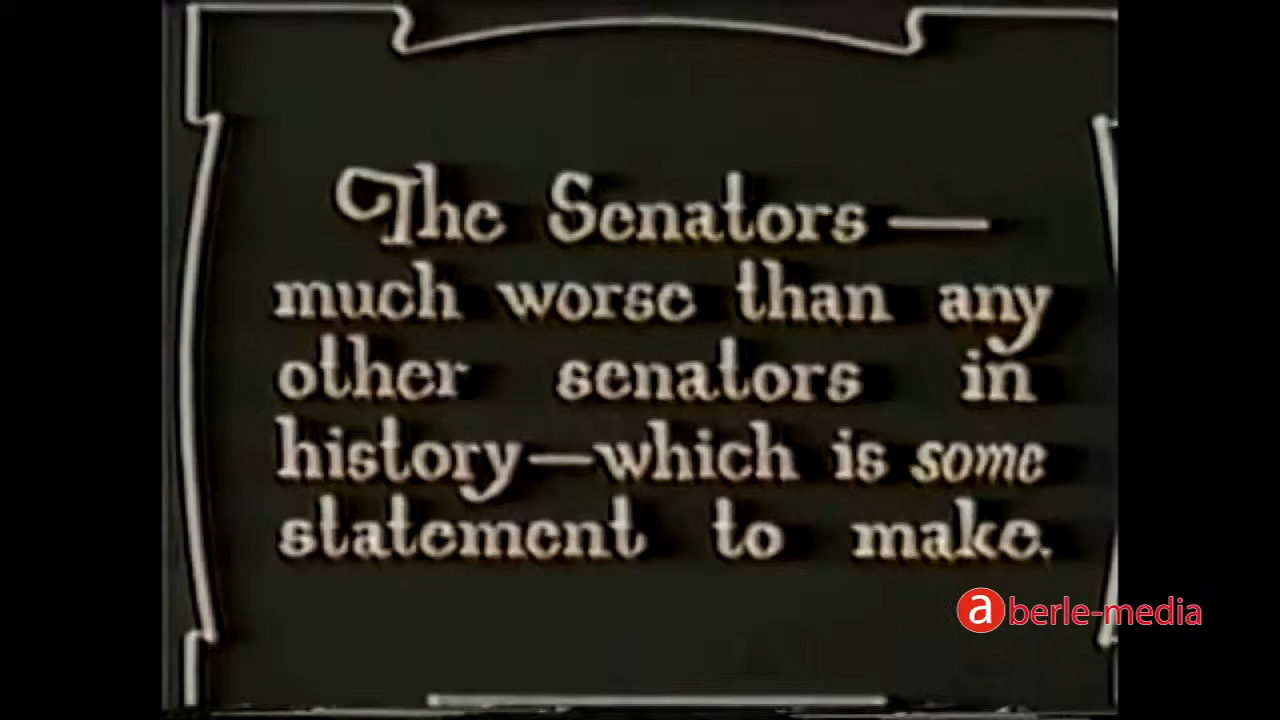 The Senators —
much worse than any
other senators in
history—which is some
statement to make.
aberle-media